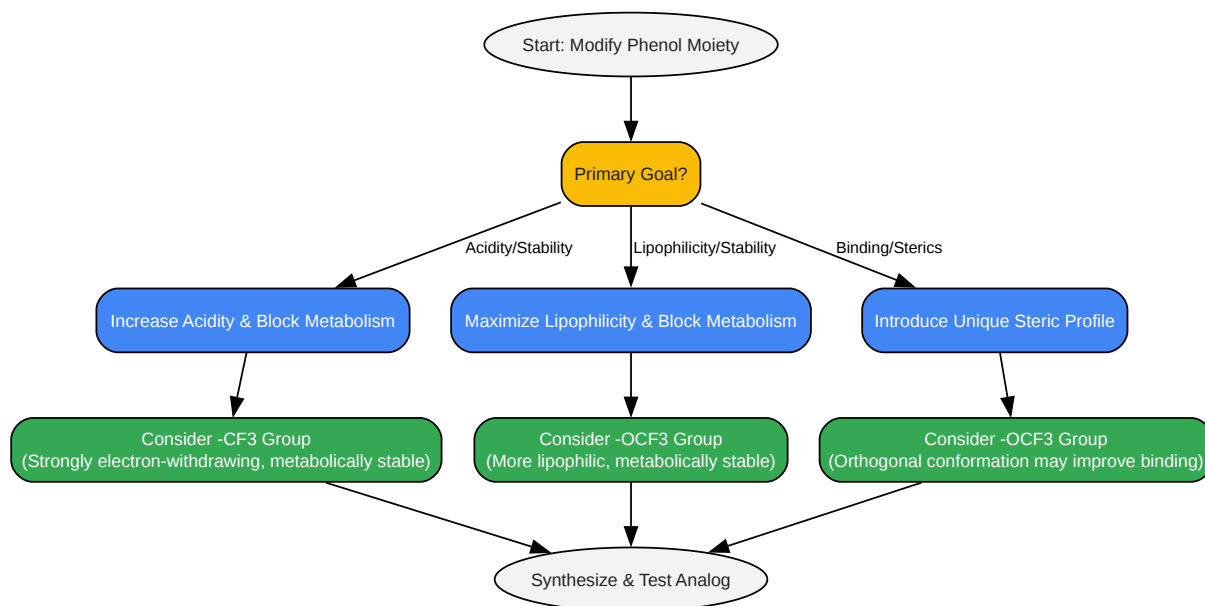 Start: Modify Phenol Moiety
Primary Goal?
Acidity/Stability
Lipophilicity/Stability
Binding/Sterics
Increase Acidity & Block Metabolism
Maximize Lipophilicity & Block Metabolism
Introduce Unique Steric Profile
Consider -CF3 Group
(Strongly electron-withdrawing, metabolically stable)
Consider -OCF3 Group
(More lipophilic, metabolically stable)
Consider -OCF3 Group
(Orthogonal conformation may improve binding)
Synthesize & Test Analog